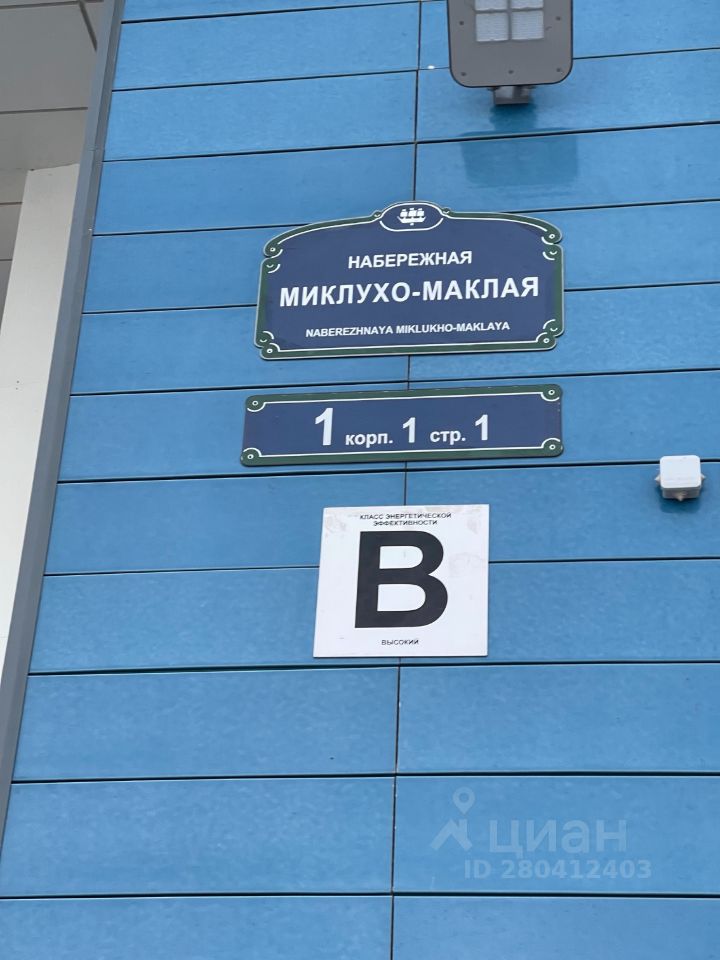 НАБЕРЕЖНАЯ
МИКЛУХО-МАКЛАЯ
NABEREZHNAYA MIKLUKHO-MAKLAYA
1 корп. 1 стр. 1
КЛАСС ЭНЕРГЕТИЧЕСКОЙ
ЭФФЕКТИВНОСТИ
B
ВЫСОКИЙ
циан
ID 280412403